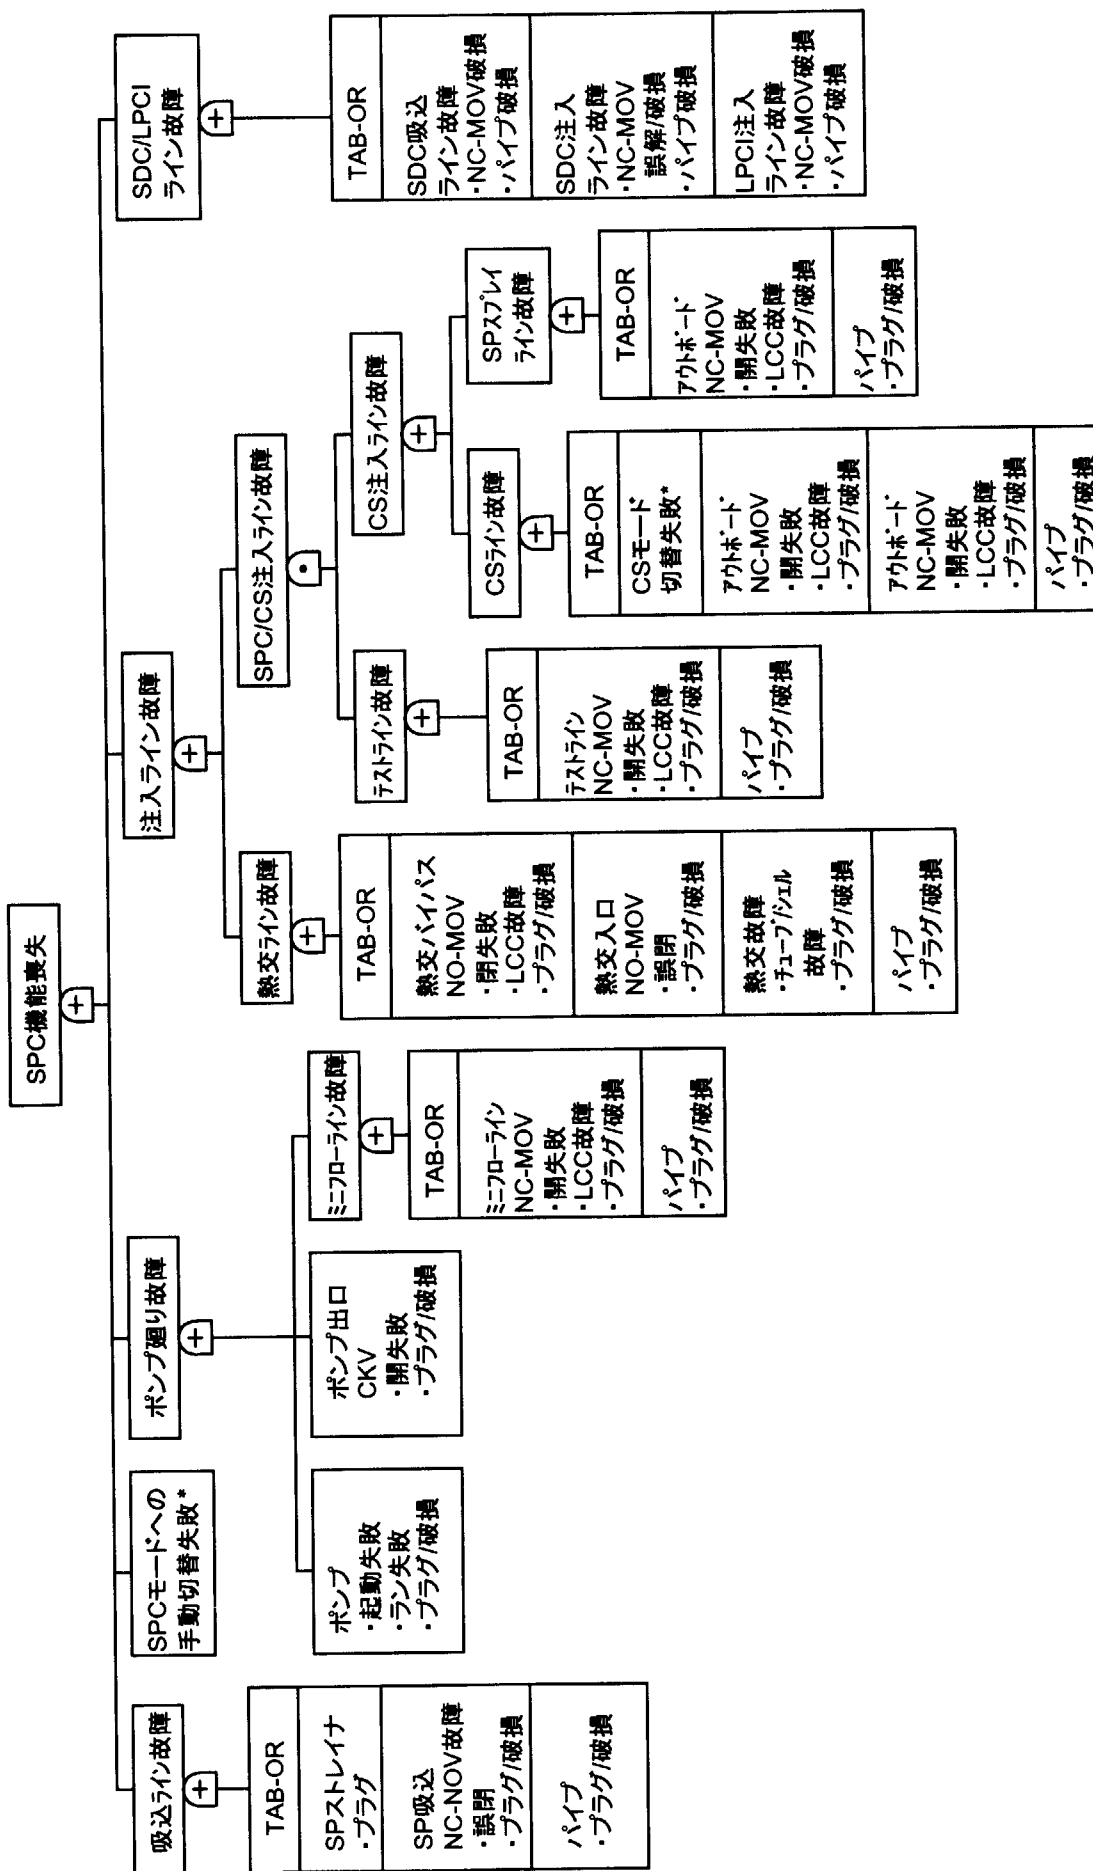 SPC機能喪失
吸込ライン故障
TAB-OR
SPストレイナ
・プラグ
SP吸込
NC-NOV故障
・誤閉
・プラグ/破損
パイプ
・プラグ/破損
SPCモードへの
手動切替失敗*
ポンプ廻り故障
ポンプ
・起動失敗
・ラン失敗
・プラグ/破損
ポンプ出口
CKV
・開失敗
・プラグ/破損
ミニフローライン故障
TAB-OR
ミニフローライン
NC-MOV
・開失敗
・LCC故障
・プラグ/破損
パイプ
・プラグ/破損
注入ライン故障
熱交ライン故障
TAB-OR
熱交バイパス
NO-MOV
・閉失敗
・LCC故障
・プラグ/破損
熱交入口
NO-MOV
・誤閉
・プラグ/破損
熱交故障
・チューブ/シェル
故障
・プラグ/破損
パイプ
・プラグ/破損
SPC/CS注入ライン故障
テストライン故障
TAB-OR
テストライン
NC-MOV
・開失敗
・LCC故障
・プラグ/破損
パイプ
・プラグ/破損
CS注入ライン故障
CSライン故障
TAB-OR
CSモード
切替失敗*
アウトボード
NC-MOV
・開失敗
・LCC故障
・プラグ/破損
アウトボード
NC-MOV
・開失敗
・LCC故障
・プラグ/破損
パイプ
・プラグ/破損
SPスプレイ
ライン故障
TAB-OR
アウトボード
NC-MOV
・開失敗
・LCC故障
・プラグ/破損
パイプ
・プラグ/破損
SDC/LPCI
ライン故障
TAB-OR
SDC吸込
ライン故障
・NC-MOV破損
・パイプ破損
SDC注入
ライン故障
・NC-MOV
誤解/破損
・パイプ破損
LPCI注入
ライン故障
・NC-MOV破損
・パイプ破損